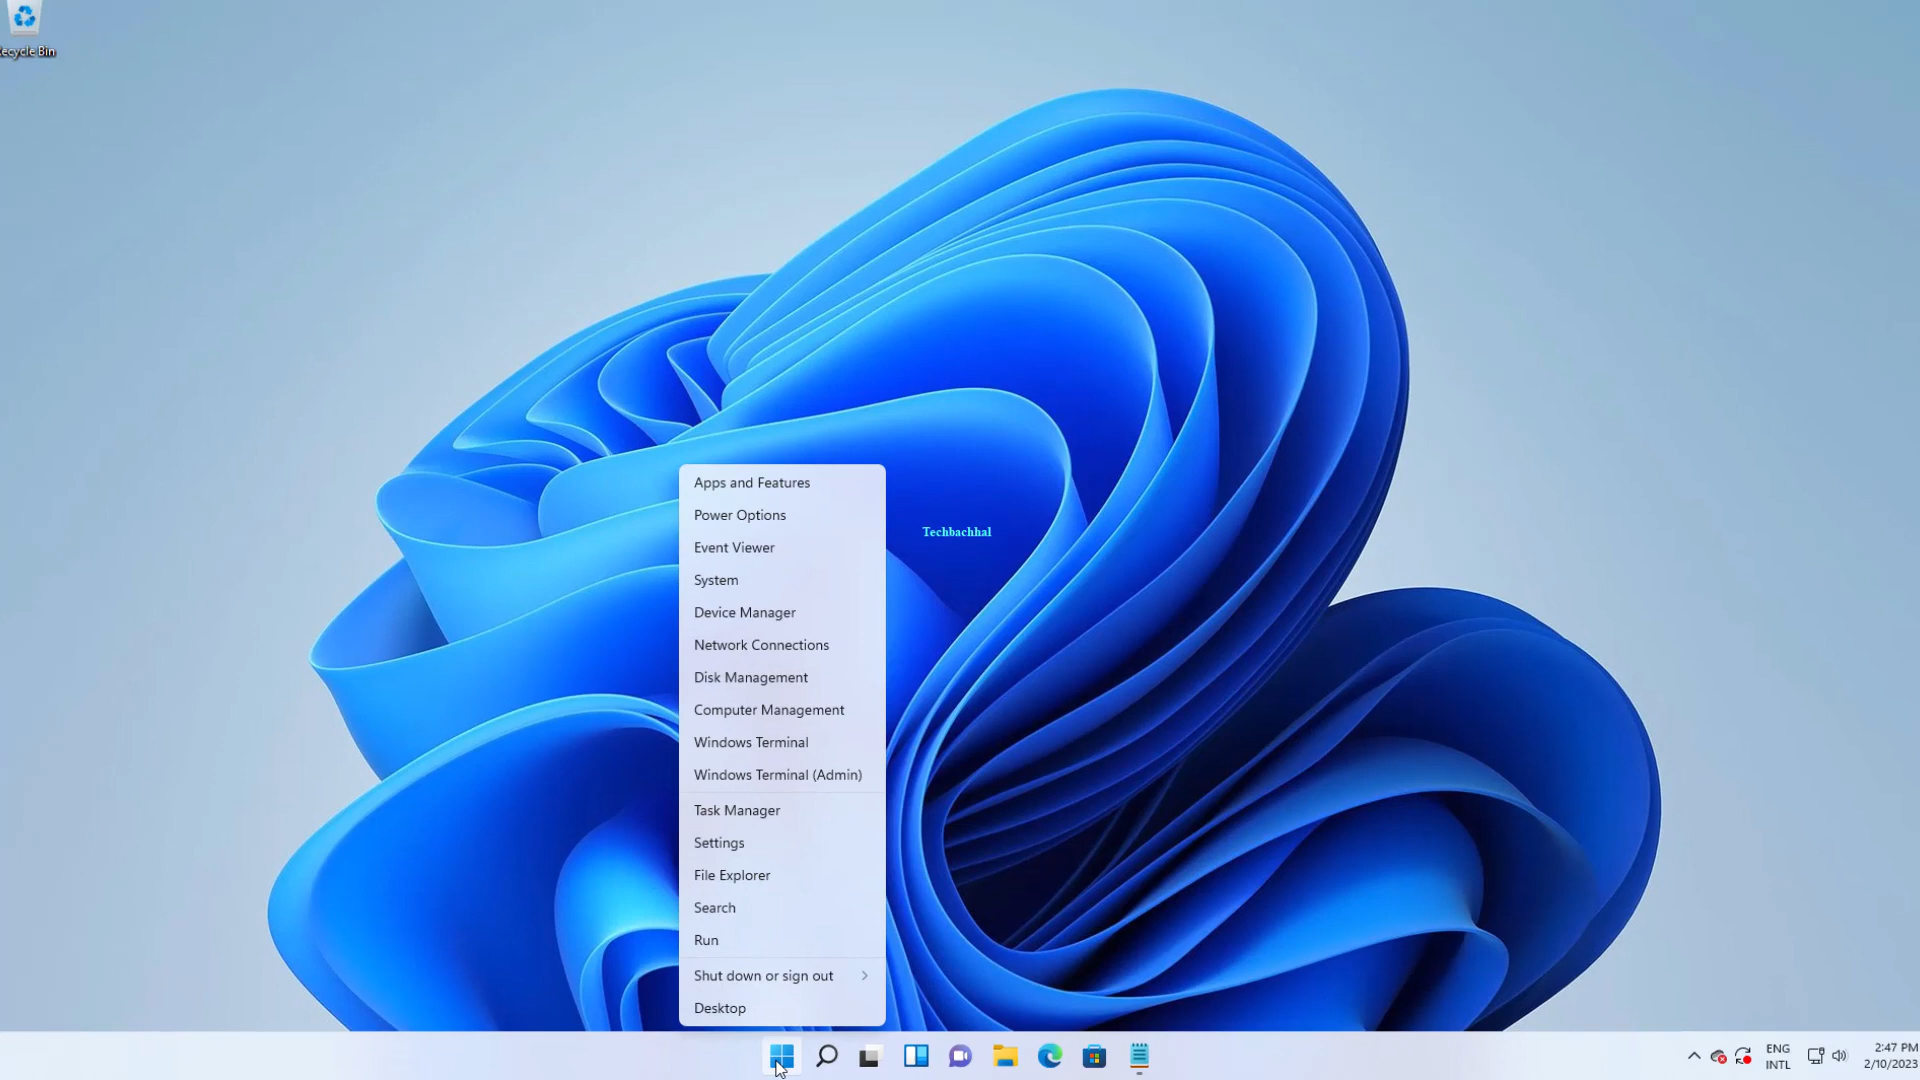 ecycle Bin
Apps and Features
Power Options
Event Viewer
System
Device Manager
Network Connections
Disk Management
Computer Management
Windows Terminal
Windows Terminal (Admin)
Task Manager
Settings
File Explorer
Search
Run
Shut down or sign out
Desktop
Techbachhal
ENG
INTL
2:47 PM
2/10/2023